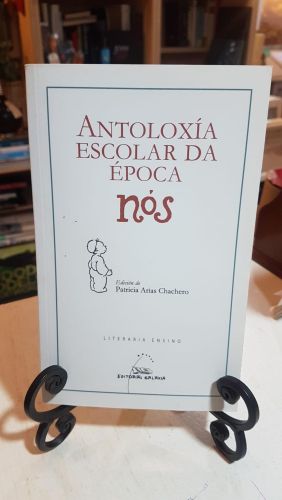 ANTOLOXÍA
ESCOLAR DA
ÉPOCA
nós
Edición de
Patricia Arias Chachero
LITERARIA ENSINO
EDITORIAL GALAXIA